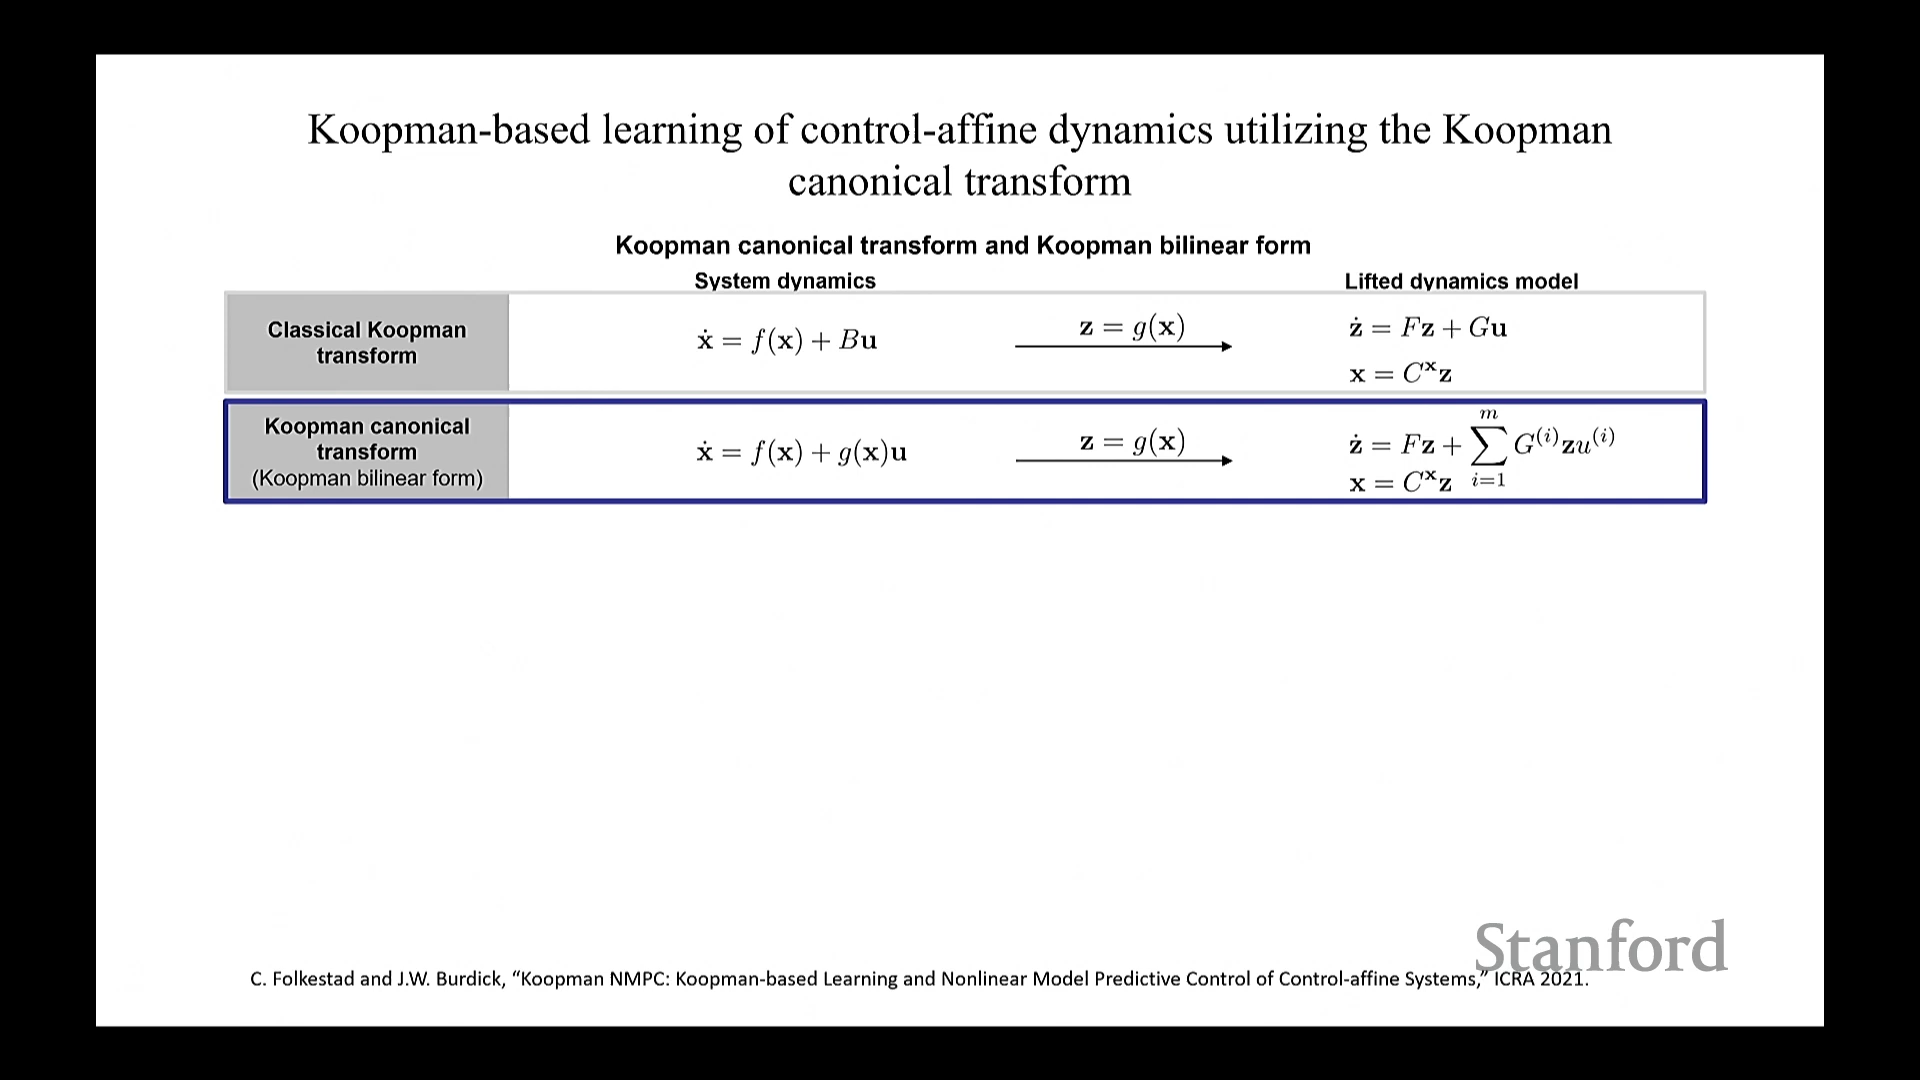 Koopman-based learning of control-affine dynamics utilizing the Koopman
canonical transform
Koopman canonical transform and Koopman bilinear form
System dynamics
Lifted dynamics model
Classical Koopman
transform
ẋ = f(x) + Bu
z = g(x)
ż = Fz + Gu
x = Cˣz
Koopman canonical
transform
(Koopman bilinear form)
ẋ = f(x) + g(x)u
z = g(x)
ż = Fz + ∑_{i=1}^{m} G⁽ⁱ⁾zu⁽ⁱ⁾
x = Cˣz
Stanford
C. Folkestad and J.W. Burdick, “Koopman NMPC: Koopman-based Learning and Nonlinear Model Predictive Control of Control-affine Systems,” ICRA 2021.